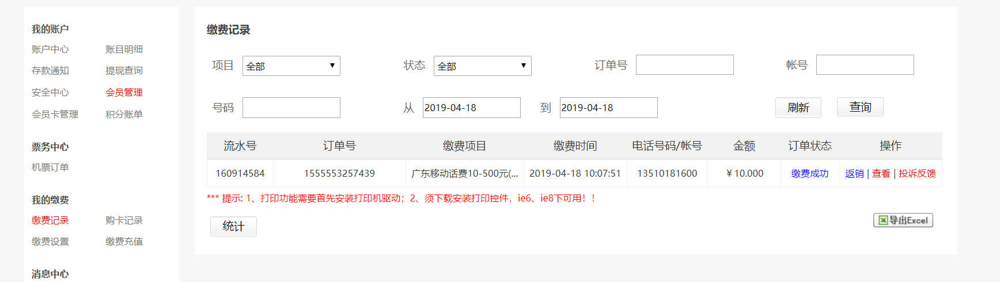 我的账户
账户中心 账目明细
存款通知 提现查询
安全中心 会员管理
会员卡管理 积分账单
票务中心
机票订单
我的缴费
缴费记录 购卡记录
缴费设置 缴费充值
消息中心
缴费记录
项目 全部 状态 全部 订单号 帐号
号码 从 2019-04-18 到 2019-04-18 刷新 查询
流水号 订单号 缴费项目 缴费时间 电话号码/帐号 金额 订单状态 操作
160914584 1555553257439 广东移动话费10-500元(... 2019-04-18 10:07:51 13510181600 ￥10.000 缴费成功 返销 | 查看 | 投诉反馈
*** 提示: 1、打印功能需要首先安装打印机驱动；2、须下载安装打印控件，ie6、ie8下可用！！
统计 导出Excel